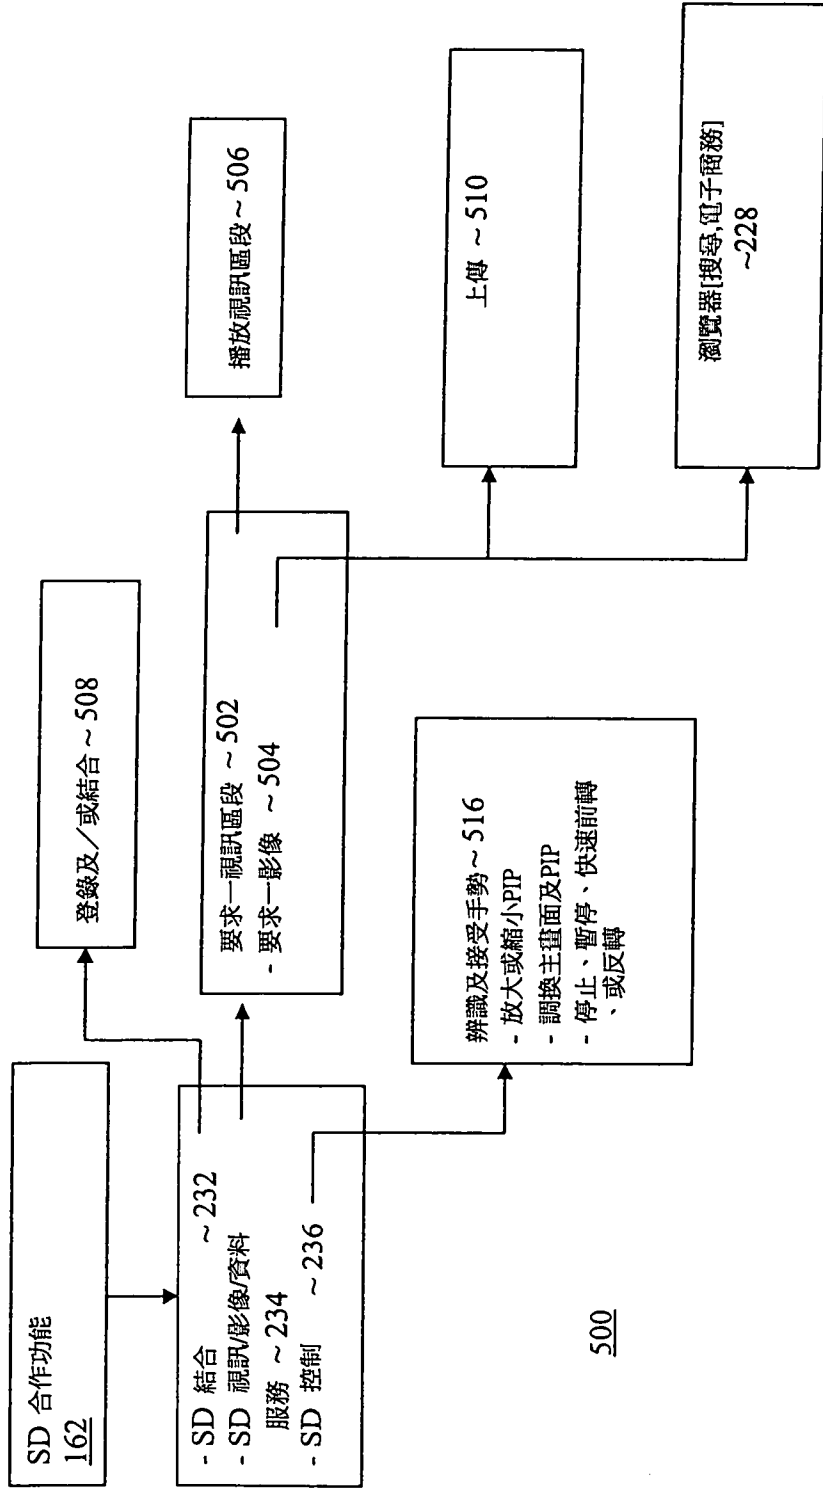 SD 合作功能
162
- SD 結合 ~232
- SD 視訊/影像/資料
服務 ~234
- SD 控制 ~236
登錄及／或結合~508
要求一視訊區段 ~502
- 要求一影像 ~504
播放視訊區段~506
辨識及接受手勢~516
- 放大或縮小PIP
- 調換主畫面及PIP
- 停止、暫停、快速前轉
、或反轉
上傳 ~510
瀏覽器[搜尋,電子商務]
~228
500